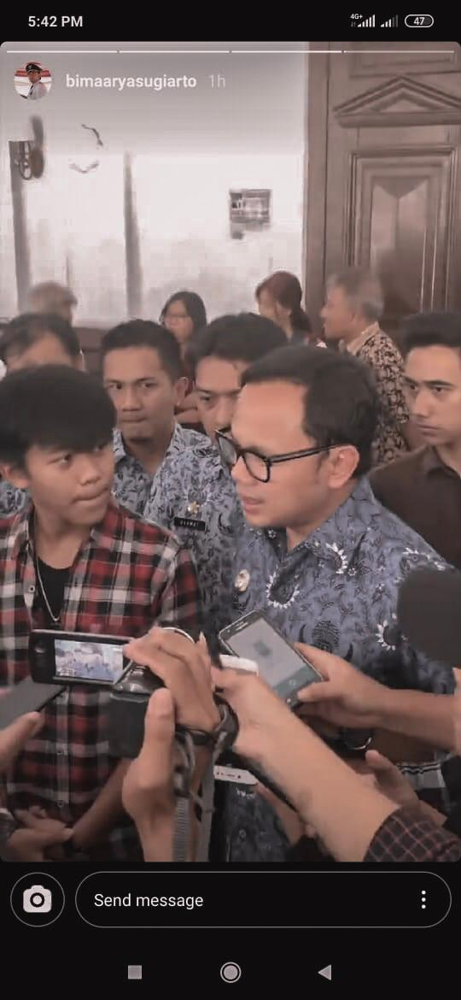 5:42 PM
4G+
47
bimaaryasugiarto 1h
Send message